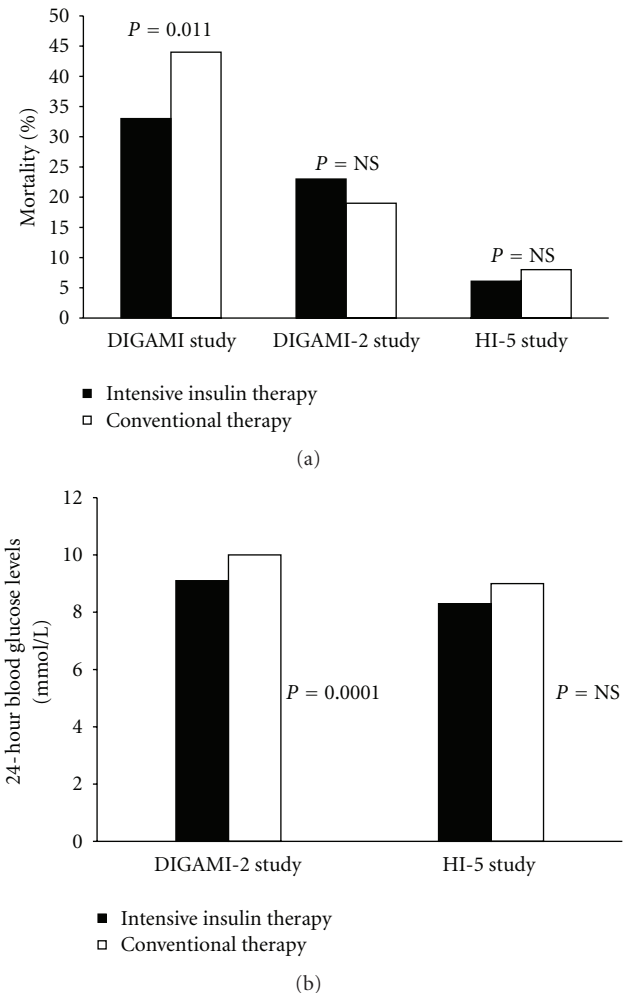 50
45
40
35
30
25
20
15
10
5
0
Mortality (%)
P = 0.011
P = NS
P = NS
DIGAMI study
DIGAMI-2 study
HI-5 study
Intensive insulin therapy
Conventional therapy
(a)
12
10
8
6
4
2
0
24-hour blood glucose levels
(mmol/L)
P = 0.0001
P = NS
DIGAMI-2 study
HI-5 study
Intensive insulin therapy
Conventional therapy
(b)